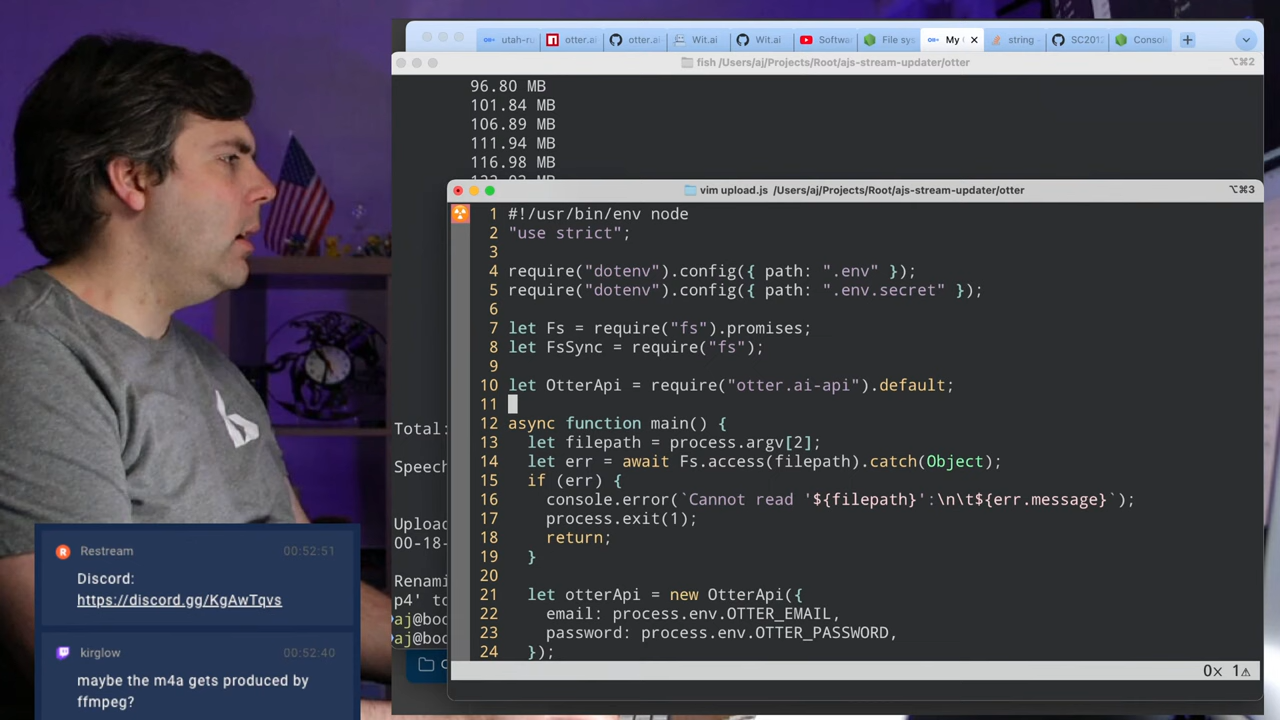 utah-ru
otter.ai
otter.a
Wit.ai
Wit.ai
Softwa
File sy
My
string
SC201
Consol
fish /Users/aj/Projects/Root/ajs-stream-updater/otter
⌥⌘2
96.80 MB
101.84 MB
106.89 MB
111.94 MB
116.98 MB
vim upload.js /Users/aj/Projects/Root/ajs-stream-updater/otter
⌥⌘3
1 #!/usr/bin/env node
2 "use strict";
3
4 require("dotenv").config({ path: ".env" });
5 require("dotenv").config({ path: ".env.secret" });
6
7 let Fs = require("fs").promises;
8 let FsSync = require("fs");
9
10 let OtterApi = require("otter.ai-api").default;
11
12 async function main() {
13 let filepath = process.argv[2];
14 let err = await Fs.access(filepath).catch(Object);
15 if (err) {
16 console.error(`Cannot read '${filepath}':\n\t${err.message}`);
17 process.exit(1);
18 return;
19 }
20
21 let otterApi = new OtterApi({
22 email: process.env.OTTER_EMAIL,
23 password: process.env.OTTER_PASSWORD,
24 });
0× 1⚠
Total:
Speech
Upload
00-18-
Renami
p4' to
aj@boo
aj@boo
Restream 00:52:51
Discord:
https://discord.gg/KgAwTqvs
kirglow 00:52:40
maybe the m4a gets produced by
ffmpeg?